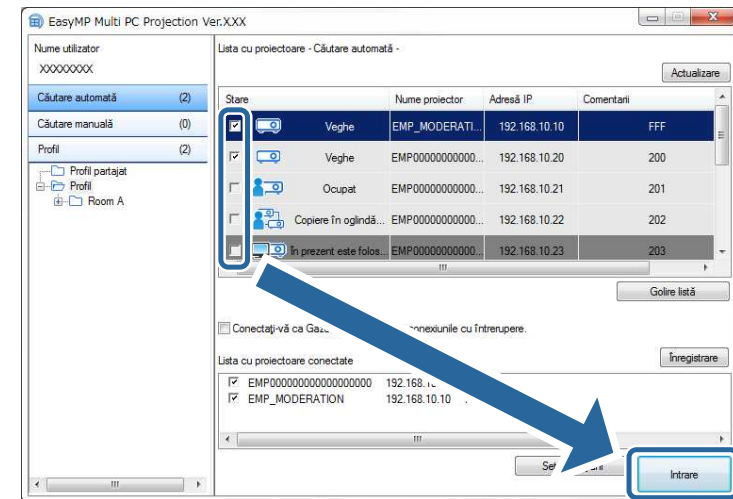 EasyMP Multi PC Projection Ver.XXX
Nume utilizator
XXXXXXXX
Căutare automată (2)
Căutare manuală (0)
Profil (2)
Profil partajat
Profil
Room A
Lista cu proiectoare - Căutare automată -
Actualizare
Stare Nume proiector Adresă IP Comentarii
Veghe EMP_MODERATI... 192.168.10.10 FFF
Veghe EMP00000000000... 192.168.10.20 200
Ocupat EMP00000000000... 192.168.10.21 201
Copiere în oglindă... EMP00000000000... 192.168.10.22 202
În prezent este folos... EMP00000000000... 192.168.10.23 203
Golire listă
Conectaţi-vă ca conexiunile cu întrerupere.
Lista cu proiectoare conectate
Înregistrare
EMP000000000000000000 192.168.
EMP_MODERATION 192.168.10.10
Intrare